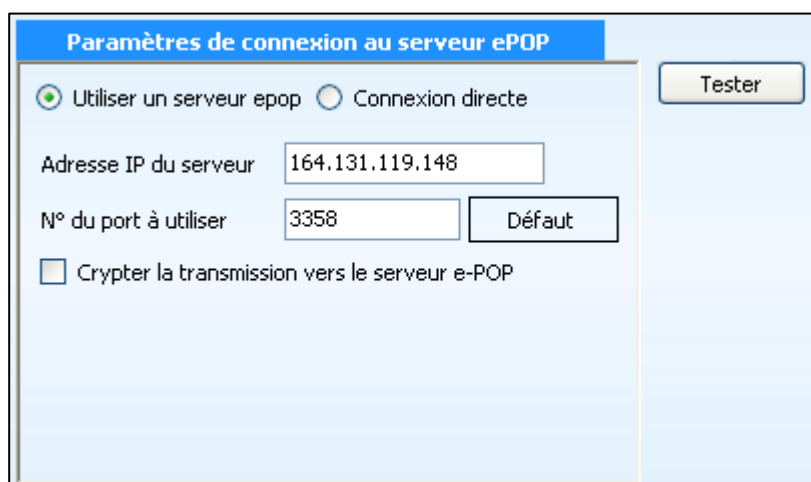 Paramètres de connexion au serveur ePOP
Tester
Utiliser un serveur epop Connexion directe
Adresse IP du serveur 164.131.119.148
N° du port à utiliser 3358 Défaut
Crypter la transmission vers le serveur e-POP